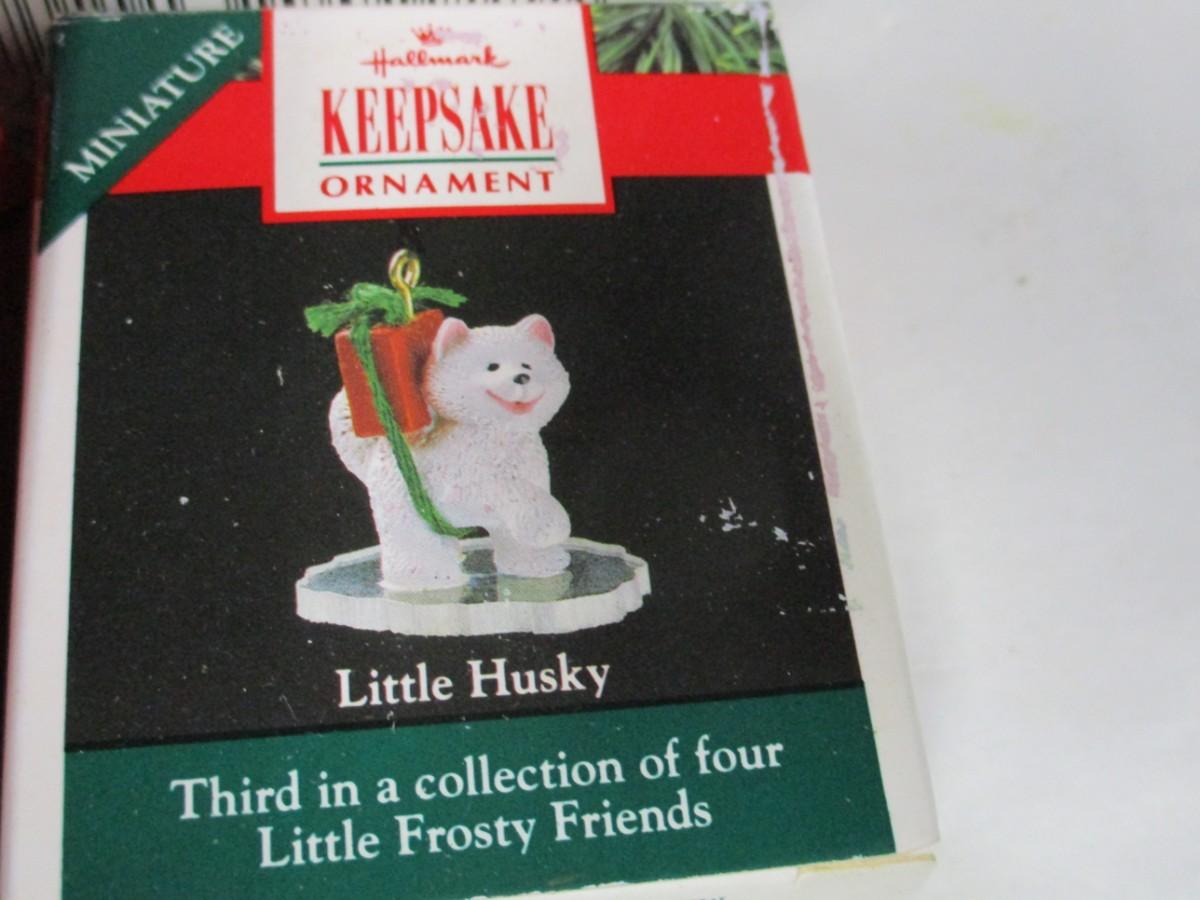 MINIATURE
Hallmark
KEEPSAKE
ORNAMENT
Little Husky
Third in a collection of four
Little Frosty Friends